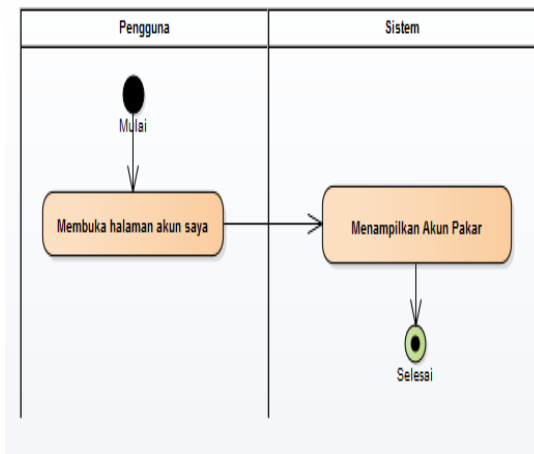 Pengguna
Sistem
Mulai
Membuka halaman akun saya
Menampilkan Akun Pakar
Selesai